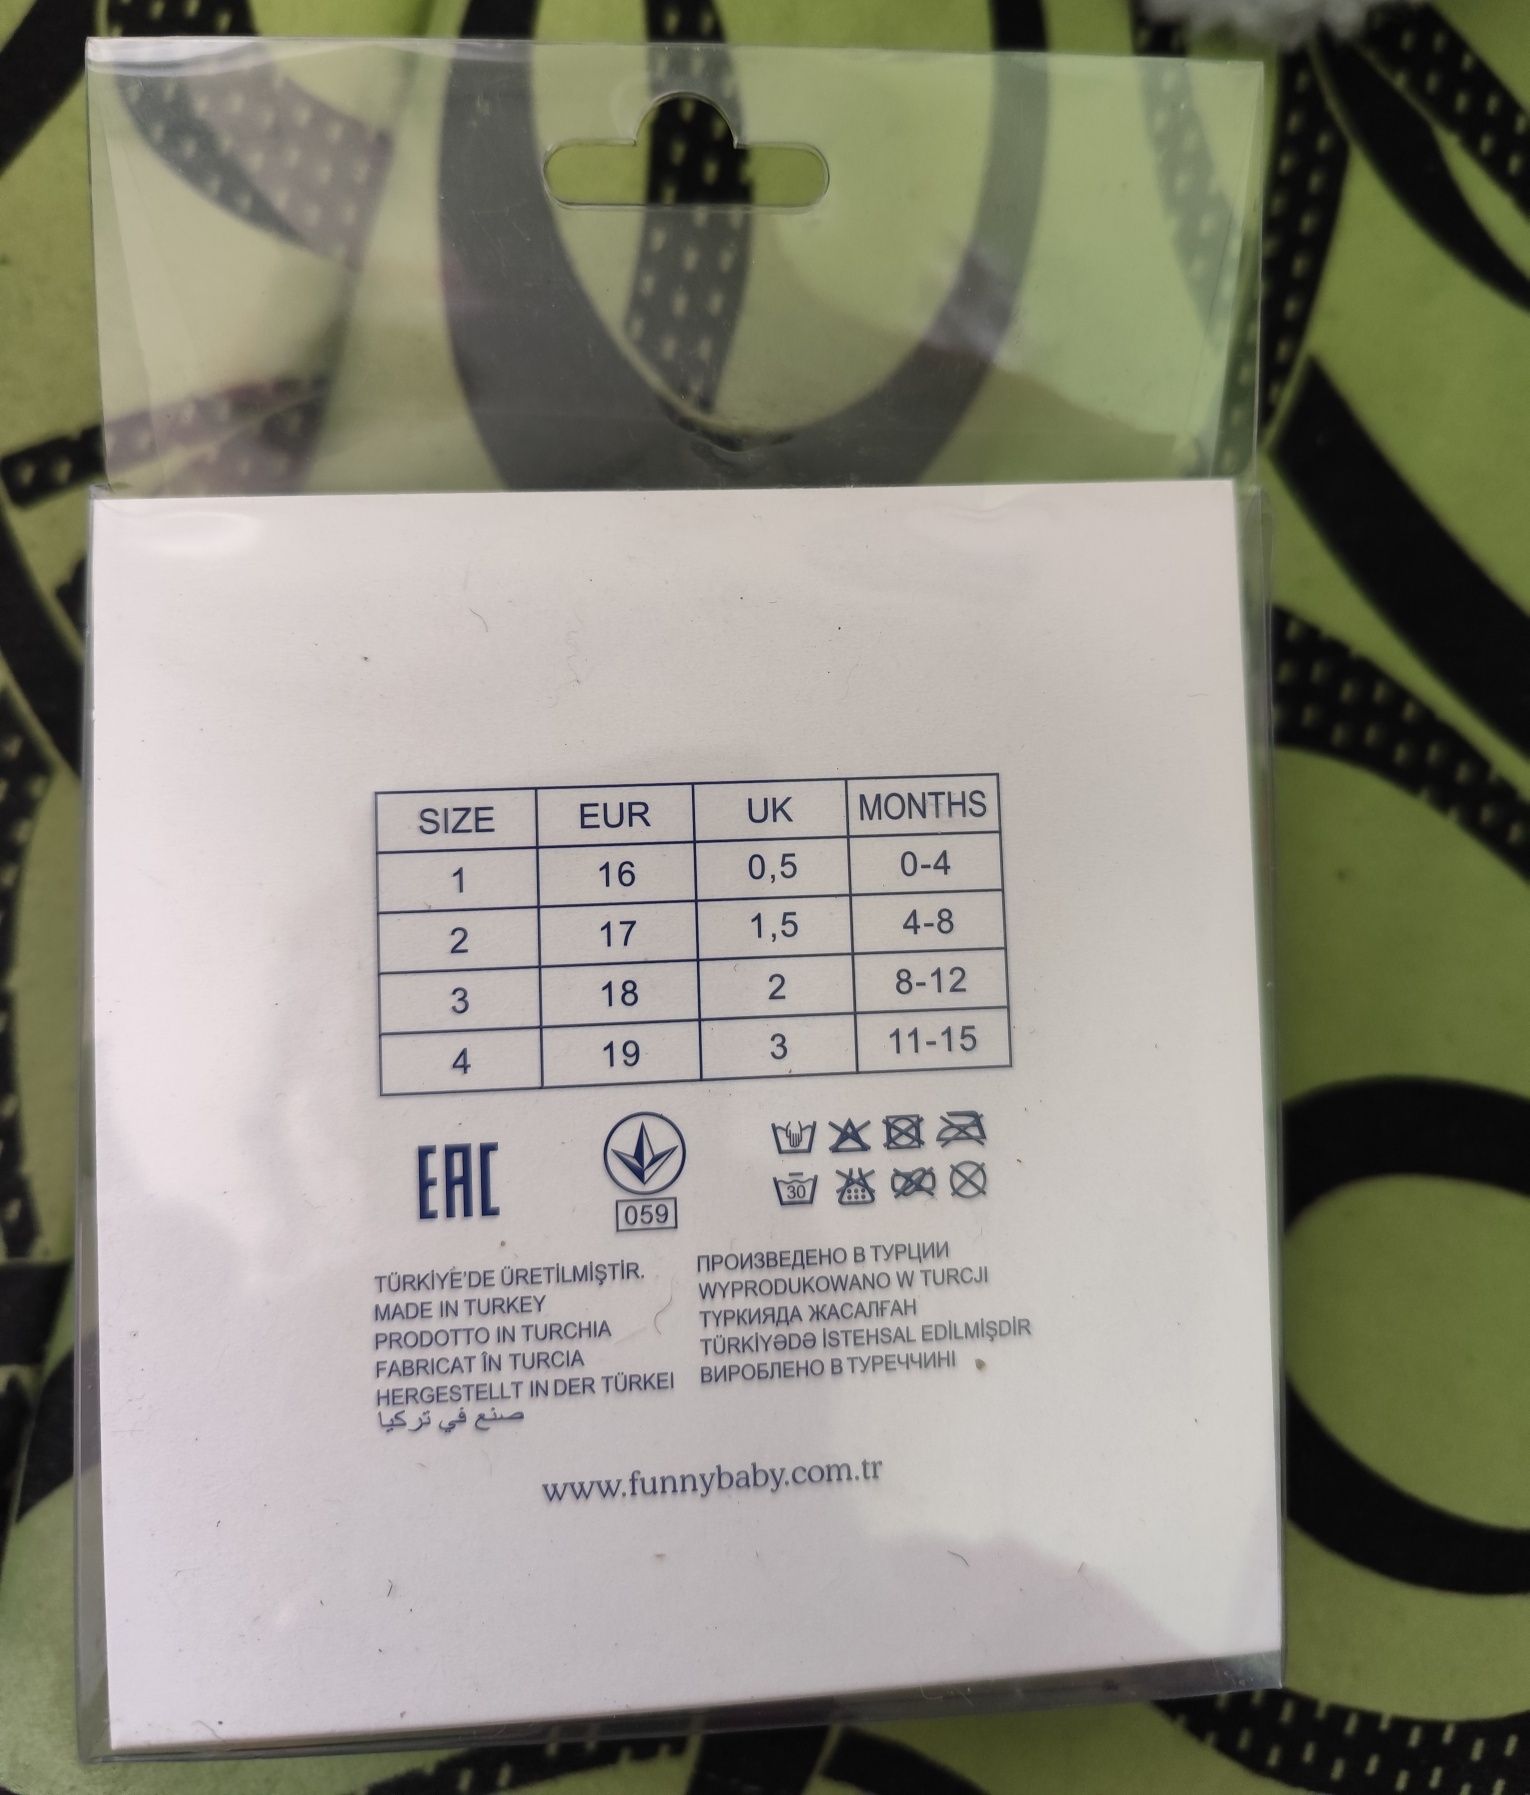 SIZE EUR UK MONTHS
1 16 0,5 0-4
2 17 1,5 4-8
3 18 2 8-12
4 19 3 11-15
EAC
059
30
TÜRKİYE'DE ÜRETİLMİŞTİR.
MADE IN TURKEY
PRODOTTO IN TURCHIA
FABRICAT ÎN TURCIA
HERGESTELLT IN DER TÜRKEI
صنع في تركيا
ПРОИЗВЕДЕНО В ТУРЦИИ
WYPRODUKOWANO W TURCJI
ТҮРКИЯДА ЖАСАЛҒАН
TÜRKİYƏDƏ İSTEHSAL EDİLMİŞDİR
ВИРОБЛЕНО В ТУРЕЧЧИНІ
www.funnybaby.com.tr